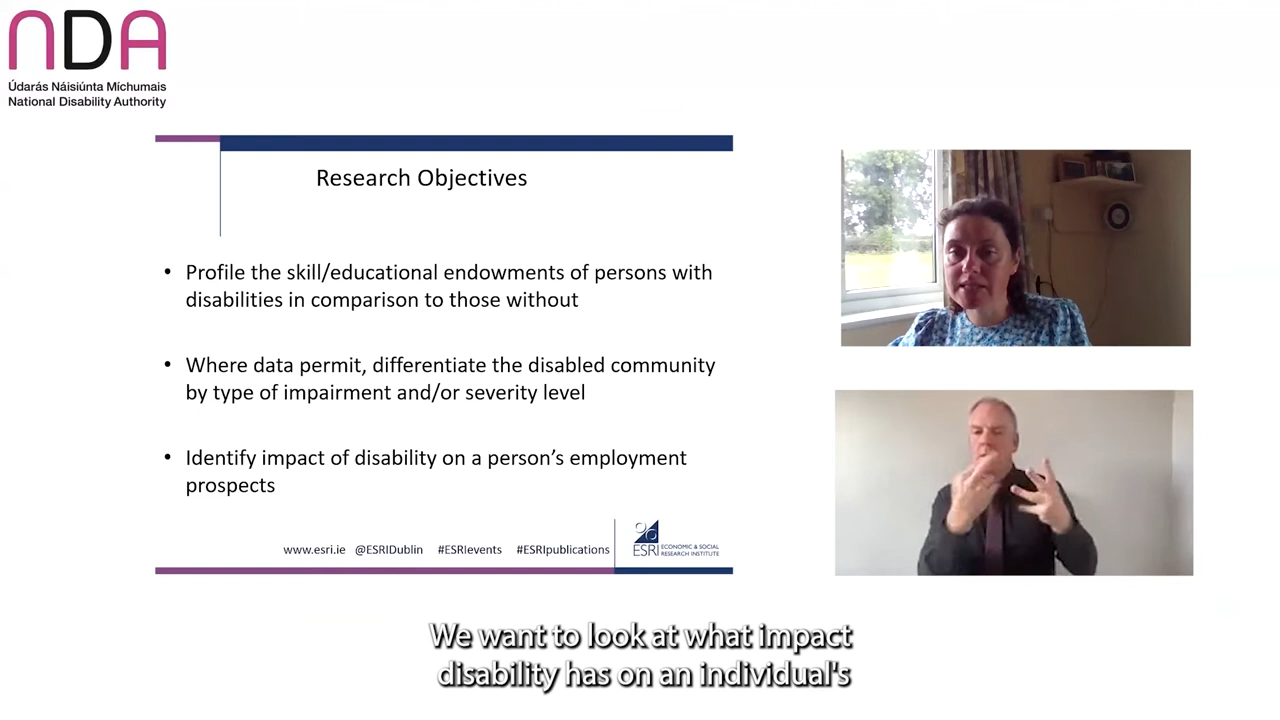 NDA
Údarás Náisiúnta Míchumais
National Disability Authority
Research Objectives
• Profile the skill/educational endowments of persons with
disabilities in comparison to those without
• Where data permit, differentiate the disabled community
by type of impairment and/or severity level
• Identify impact of disability on a person’s employment
prospects
www.esri.ie @ESRIDublin #ESRIevents #ESRIpublications
ESRI ECONOMIC & SOCIAL
RESEARCH INSTITUTE
We want to look at what impact
disability has on an individual's